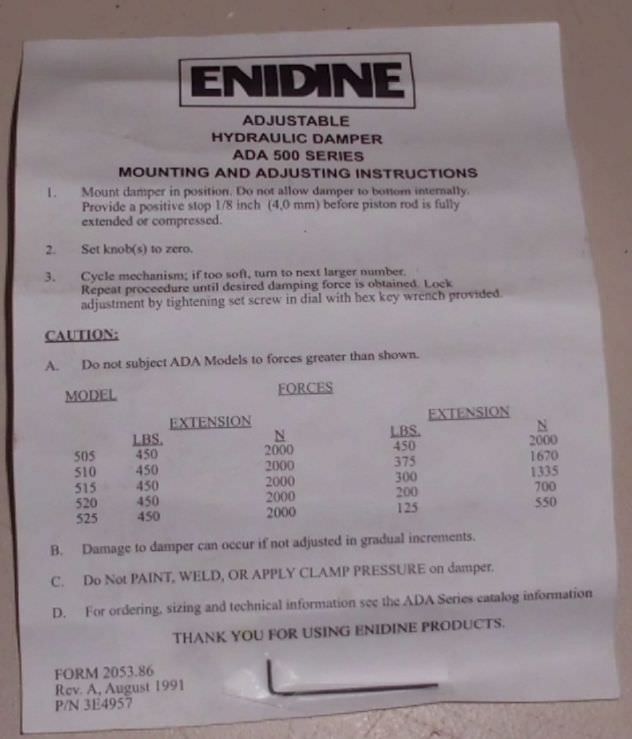 ENIDINE
ADJUSTABLE
HYDRAULIC DAMPER
ADA 500 SERIES
MOUNTING AND ADJUSTING INSTRUCTIONS
1. Mount damper in position. Do not allow damper to bottom internally.
Provide a positive stop 1/8 inch (4,0 mm) before piston rod is fully
extended or compressed.
2. Set knob(s) to zero.
3. Cycle mechanism; if too soft, turn to next larger number.
Repeat proceedure until desired damping force is obtained. Lock
adjustment by tightening set screw in dial with hex key wrench provided.
CAUTION:
A. Do not subject ADA Models to forces greater than shown.
MODEL FORCES
EXTENSION EXTENSION
LBS. N LBS. N
505 450 2000 450 2000
510 450 2000 375 1670
515 450 2000 300 1335
520 450 2000 200 700
525 450 2000 125 550
B. Damage to damper can occur if not adjusted in gradual increments.
C. Do Not PAINT, WELD, OR APPLY CLAMP PRESSURE on damper.
D. For ordering, sizing and technical information see the ADA Series catalog information
THANK YOU FOR USING ENIDINE PRODUCTS.
FORM 2053.86
Rev. A, August 1991
P/N 3E4957